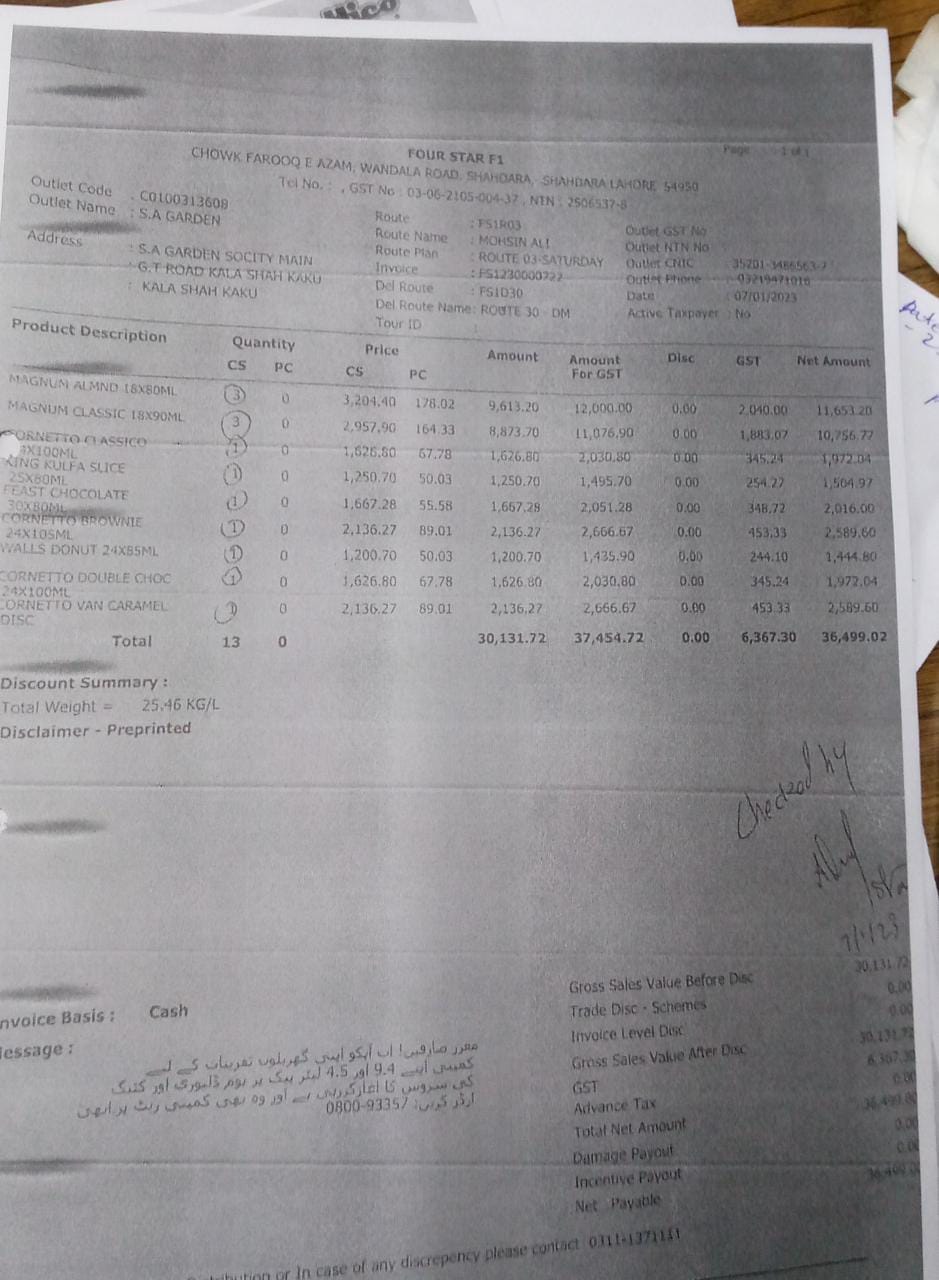 Hico
FOUR STAR F1
Page : 1 of 1
CHOWK FAROOQ E AZAM, WANDALA ROAD, SHAHDARA, SHAHDARA LAHORE 54950
Tel No. : , GST No : 03-06-2105-004-37 , NTN : 2506537-8
Outlet Code : C0100313608
Outlet Name : S.A GARDEN
Address : S.A GARDEN SOCITY MAIN
: G.T ROAD KALA SHAH KAKU
: KALA SHAH KAKU
Route : FS1R03
Route Name : MOHSIN ALI
Route Plan : ROUTE 03-SATURDAY
Invoice : FS1230000722
Del Route : FS1D30
Del Route Name: ROUTE 30 - DM
Tour ID :
Outlet GST No
Outlet NTN No
Outlet CNIC : 35201-3486563-7
Outlet Phone : 03219471016
Date : 07/01/2023
Active Taxpayer : No
Product Description Quantity Price Amount Amount Disc GST Net Amount
CS PC CS PC For GST
MAGNUM ALMND 18X80ML 3 0 3,204.40 178.02 9,613.20 12,000.00 0.00 2,040.00 11,653.20
MAGNUM CLASSIC 18X90ML 3 0 2,957.90 164.33 8,873.70 11,076.90 0.00 1,883.07 10,756.77
CORNETTO CLASSICO 1 0 1,626.80 67.78 1,626.80 2,030.80 0.00 345.24 1,972.04
4X100ML
KING KULFA SLICE 1 0 1,250.70 50.03 1,250.70 1,495.70 0.00 254.27 1,504.97
25X80ML
FEAST CHOCOLATE 1 0 1,667.28 55.58 1,667.28 2,051.28 0.00 348.72 2,016.00
30X80ML
CORNETTO BROWNIE 1 0 2,136.27 89.01 2,136.27 2,666.67 0.00 453.33 2,589.60
24X105ML
WALLS DONUT 24X85ML 1 0 1,200.70 50.03 1,200.70 1,435.90 0.00 244.10 1,444.80
CORNETTO DOUBLE CHOC 1 0 1,626.80 67.78 1,626.80 2,030.80 0.00 345.24 1,972.04
24X100ML
CORNETTO VAN CARAMEL 1 0 2,136.27 89.01 2,136.27 2,666.67 0.00 453.33 2,589.60
DISC
Total 13 0 30,131.72 37,454.72 0.00 6,367.30 36,499.02
Discount Summary :
Total Weight = 25.46 KG/L
Disclaimer - Preprinted
Checked by
7/1/23
Invoice Basis : Cash
Message :
معزز صارفین! اب آپکو اپنی گھریلوں تقریبات کے لیے
کمپنی اپنے 9.4 اور 4.5 لیٹر پیک پر ہوم ڈلیوری اور کٹنگ
کی سروس کا آغاز کررہی ہے اور وہ بھی کمپنی ریٹ پر ابھی
آرڈر کریں: 0800-93357
Gross Sales Value Before Disc 30,131.72
Trade Disc - Schemes 0.00
Invoice Level Disc 0.00
Gross Sales Value After Disc 30,131.72
GST 6,367.30
Advance Tax 0.00
Total Net Amount
Damage Payout 0.00
Incentive Payout 0.00
Net Payable
or In case of any discrepency please contact 0311-1371141